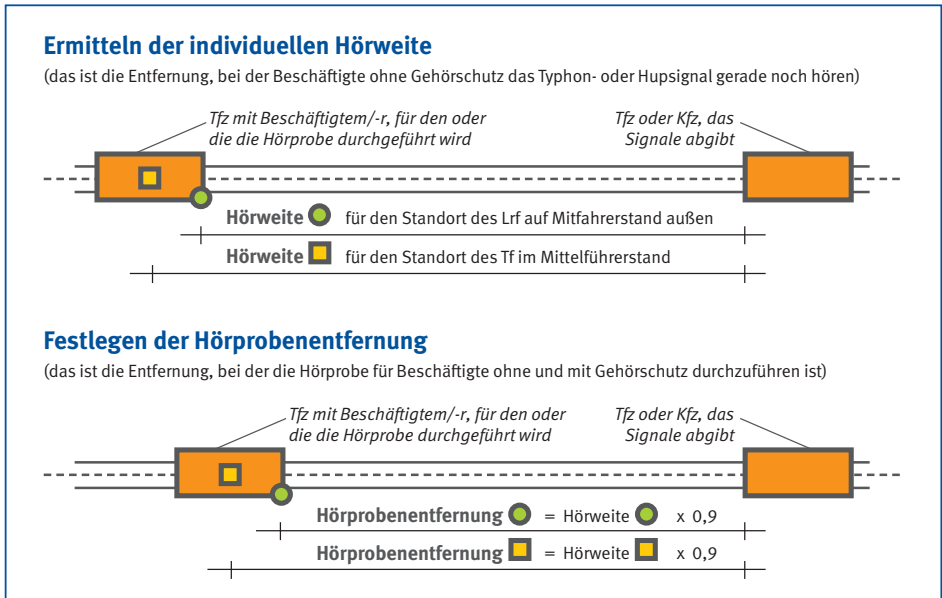 Ermitteln der individuellen Hörweite
(das ist die Entfernung, bei der Beschäftigte ohne Gehörschutz das Typhon- oder Hupsignal gerade noch hören)
Tfz mit Beschäftigtem/-r, für den oder
die die Hörprobe durchgeführt wird
Tfz oder Kfz, das
Signale abgibt
Hörweite für den Standort des Lrf auf Mitfahrerstand außen
Hörweite für den Standort des Tf im Mittelführerstand
Festlegen der Hörprobenentfernung
(das ist die Entfernung, bei der die Hörprobe für Beschäftigte ohne und mit Gehörschutz durchzuführen ist)
Tfz mit Beschäftigtem/-r, für den oder
die die Hörprobe durchgeführt wird
Tfz oder Kfz, das
Signale abgibt
Hörprobenentfernung = Hörweite x 0,9
Hörprobenentfernung = Hörweite x 0,9